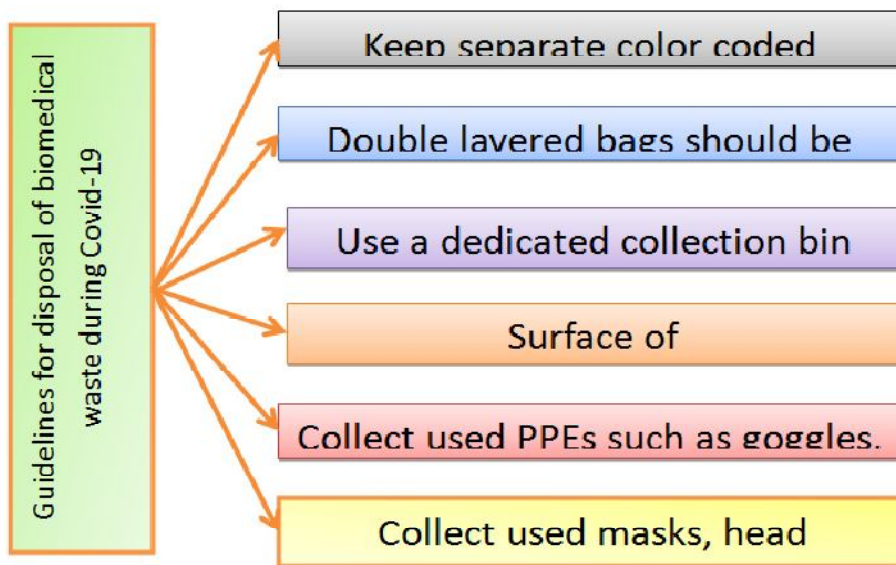 Guidelines for disposal of biomedical
waste during Covid-19
Keep separate color coded
Double layered bags should be
Use a dedicated collection bin
Surface of
Collect used PPEs such as goggles,
Collect used masks, head